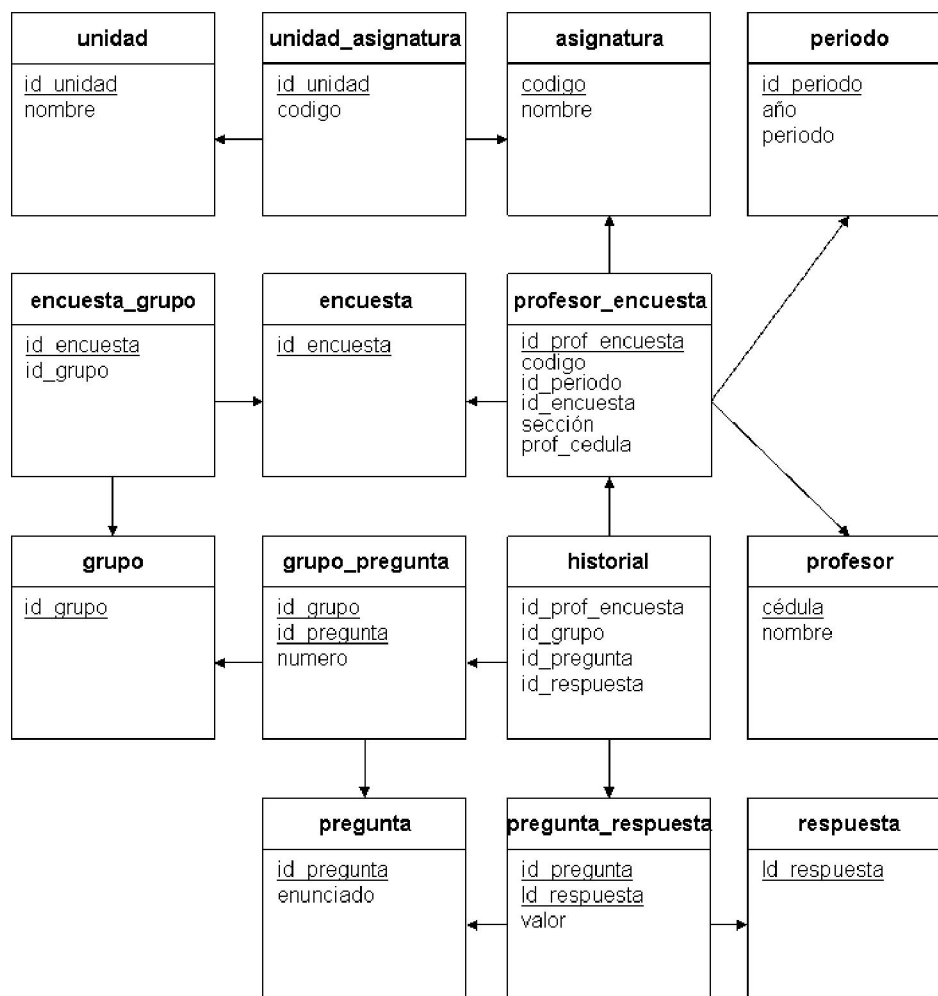 unidad
id_unidad
nombre
unidad_asignatura
id_unidad
codigo
asignatura
codigo
nombre
periodo
id_periodo
año
periodo
encuesta_grupo
id_encuesta
id_grupo
encuesta
id_encuesta
profesor_encuesta
id_prof_encuesta
codigo
id_periodo
id_encuesta
sección
prof_cedula
grupo
id_grupo
grupo_pregunta
id_grupo
id_pregunta
numero
historial
id_prof_encuesta
id_grupo
id_pregunta
id_respuesta
profesor
cédula
nombre
pregunta
id_pregunta
enunciado
pregunta_respuesta
id_pregunta
Id_respuesta
valor
respuesta
Id_respuesta